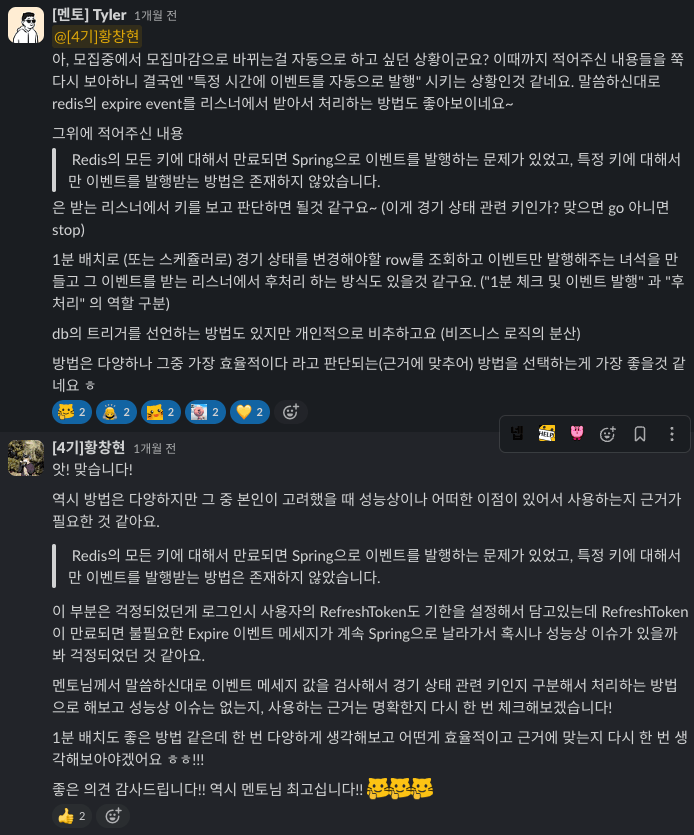 [멘토] Tyler 1개월 전
@[4기]황창현
아, 모집중에서 모집마감으로 바뀌는걸 자동으로 하고 싶던 상황이군요? 이때까지 적어주신 내용들을 쭉
다시 보아하니 결국엔 "특정 시간에 이벤트를 자동으로 발행" 시키는 상황인것 같네요. 말씀하신대로
redis의 expire event를 리스너에서 받아서 처리하는 방법도 좋아보이네요~
그위에 적어주신 내용
Redis의 모든 키에 대해서 만료되면 Spring으로 이벤트를 발행하는 문제가 있었고, 특정 키에 대해서
만 이벤트를 발행받는 방법은 존재하지 않았습니다.
은 받는 리스너에서 키를 보고 판단하면 될것 같구요~ (이게 경기 상태 관련 키인가? 맞으면 go 아니면
stop)
1분 배치로 (또는 스케쥴러로) 경기 상태를 변경해야할 row를 조회하고 이벤트만 발행해주는 녀석을 만
들고 그 이벤트를 받는 리스너에서 후처리 하는 방식도 있을것 같구요. ("1분 체크 및 이벤트 발행" 과 "후
처리" 의 역할 구분)
db의 트리거를 선언하는 방법도 있지만 개인적으로 비추하고요 (비즈니스 로직의 분산)
방법은 다양하나 그중 가장 효율적이다 라고 판단되는(근거에 맞추어) 방법을 선택하는게 가장 좋을것 같
네요 ㅎ
2 2 2 2 2
넵 HELP
[4기]황창현 1개월 전
앗! 맞습니다!
역시 방법은 다양하지만 그 중 본인이 고려했을 때 성능상이나 어떠한 이점이 있어서 사용하는지 근거가
필요한 것 같아요.
Redis의 모든 키에 대해서 만료되면 Spring으로 이벤트를 발행하는 문제가 있었고, 특정 키에 대해서
만 이벤트를 발행받는 방법은 존재하지 않았습니다.
이 부분은 걱정되었던게 로그인시 사용자의 RefreshToken도 기한을 설정해서 담고있는데 RefreshToken
이 만료되면 불필요한 Expire 이벤트 메세지가 계속 Spring으로 날라가서 혹시나 성능상 이슈가 있을까
봐 걱정되었던 것 같아요.
멘토님께서 말씀하신대로 이벤트 메세지 값을 검사해서 경기 상태 관련 키인지 구분해서 처리하는 방법
으로 해보고 성능상 이슈는 없는지, 사용하는 근거는 명확한지 다시 한 번 체크해보겠습니다!
1분 배치도 좋은 방법 같은데 한 번 다양하게 생각해보고 어떤게 효율적이고 근거에 맞는지 다시 한 번 생
각해보아야겠어요 ㅎㅎ!!!
좋은 의견 감사드립니다!! 역시 멘토님 최고십니다!!
2